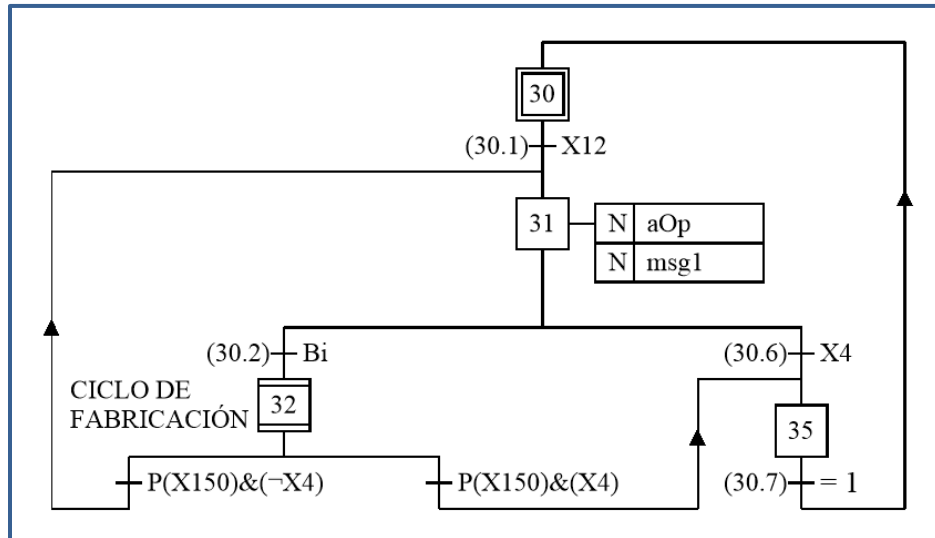 30
(30.1) X12
31 N aOp
N msg1
(30.2) Bi
(30.6) X4
CICLO DE
FABRICACIÓN
32
35
P(X150)&(¬X4)
P(X150)&(X4)
(30.7) = 1